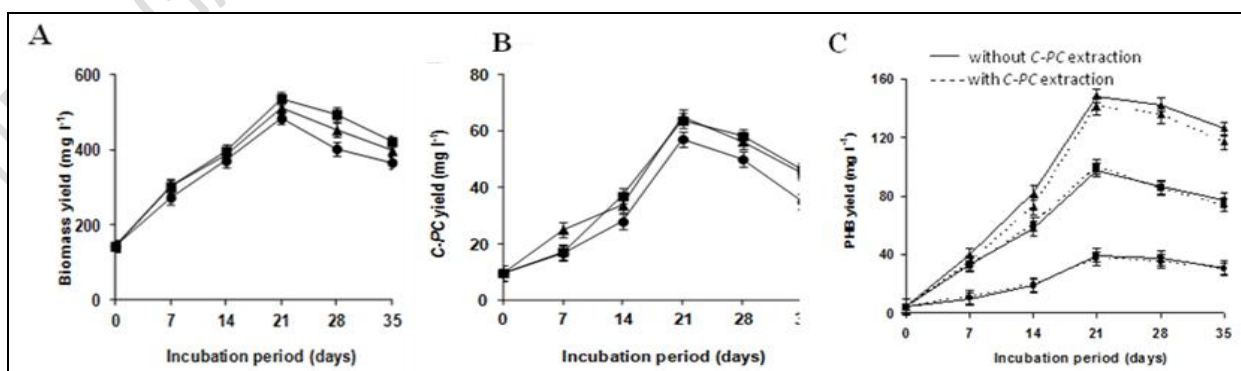 A
Biomass yield (mg l⁻¹)
600
400
200
0
0 7 14 21 28 35
Incubation period (days)
B
C-PC yield (mg l⁻¹)
80
60
40
20
0
0 7 14 21 28
Incubation period (days)
C
without C-PC extraction
with C-PC extraction
PHB yield (mg l⁻¹)
160
120
80
40
0
0 7 14 21 28 35
Incubation period (days)